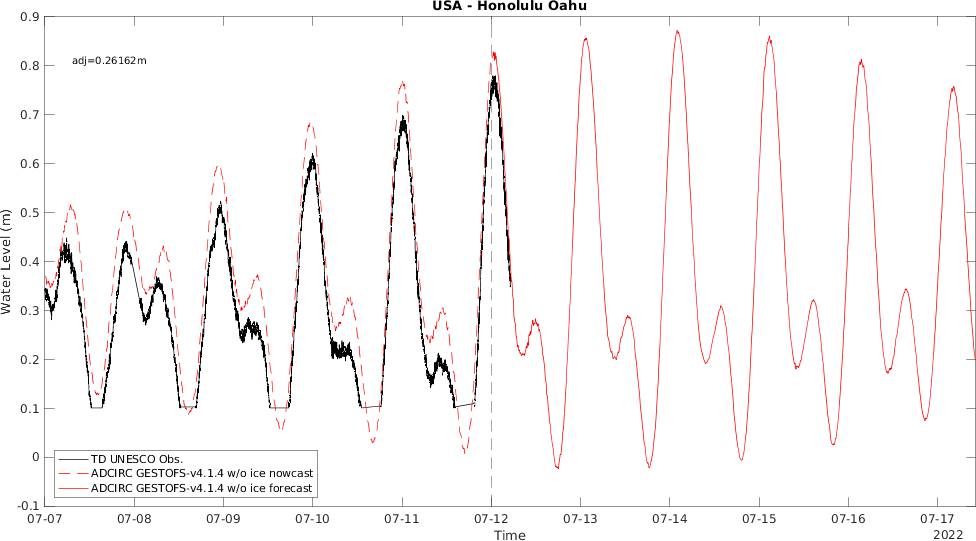 USA - Honolulu Oahu
adj=0.26162m
0.9
0.8
0.7
0.6
0.5
0.4
0.3
0.2
0.1
0
-0.1
Water Level (m)
TD UNESCO Obs.
ADCIRC GESTOFS-v4.1.4 w/o ice nowcast
ADCIRC GESTOFS-v4.1.4 w/o ice forecast
07-07 07-08 07-09 07-10 07-11 07-12 07-13 07-14 07-15 07-16 07-17
Time
2022